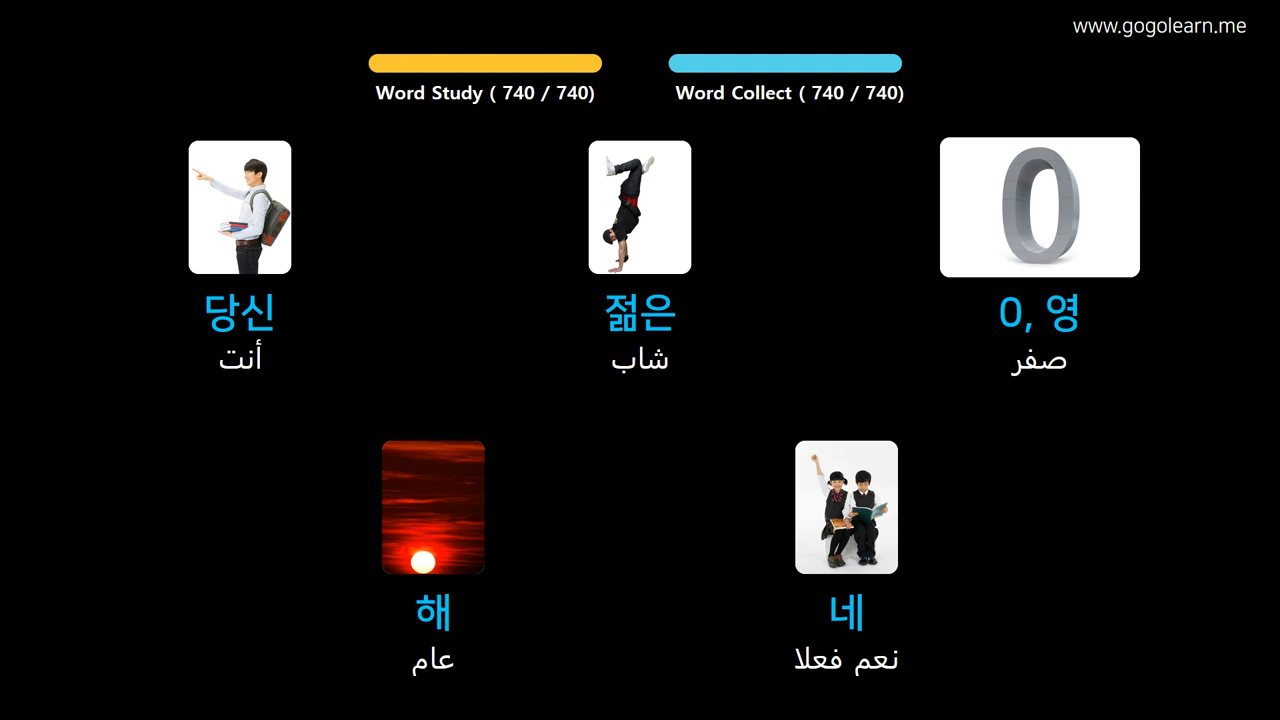 www.gogolearn.me
Word Study ( 740 / 740)
Word Collect ( 740 / 740)
당신
أنت
젊은
شاب
0, 영
صفر
해
عام
네
نعم فعلا